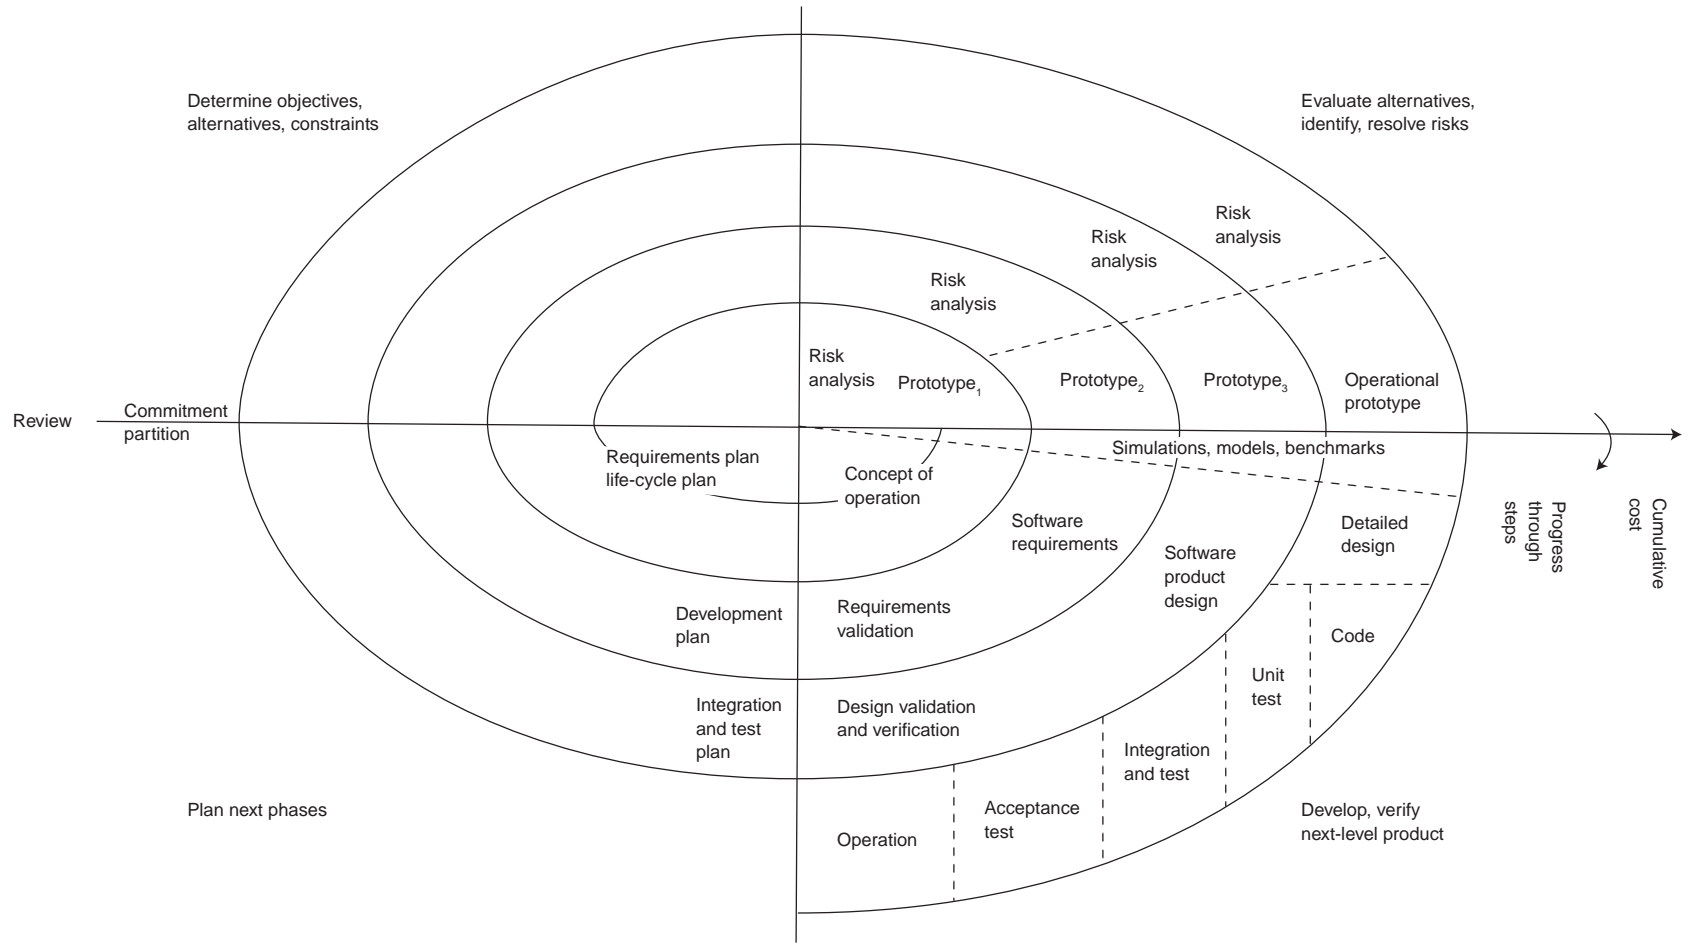 Determine objectives,
alternatives, constraints
Evaluate alternatives,
identify, resolve risks
Risk
analysis
Risk
analysis
Risk
analysis
Risk
analysis
Prototype1
Prototype2
Prototype3
Operational
prototype
Review
Commitment
partition
Simulations, models, benchmarks
Requirements plan
life-cycle plan
Concept of
operation
Progress
through
steps
Cumulative
cost
Software
requirements
Detailed
design
Software
product
design
Development
plan
Requirements
validation
Code
Unit
test
Integration
and test
plan
Design validation
and verification
Integration
and test
Plan next phases
Operation
Acceptance
test
Develop, verify
next-level product